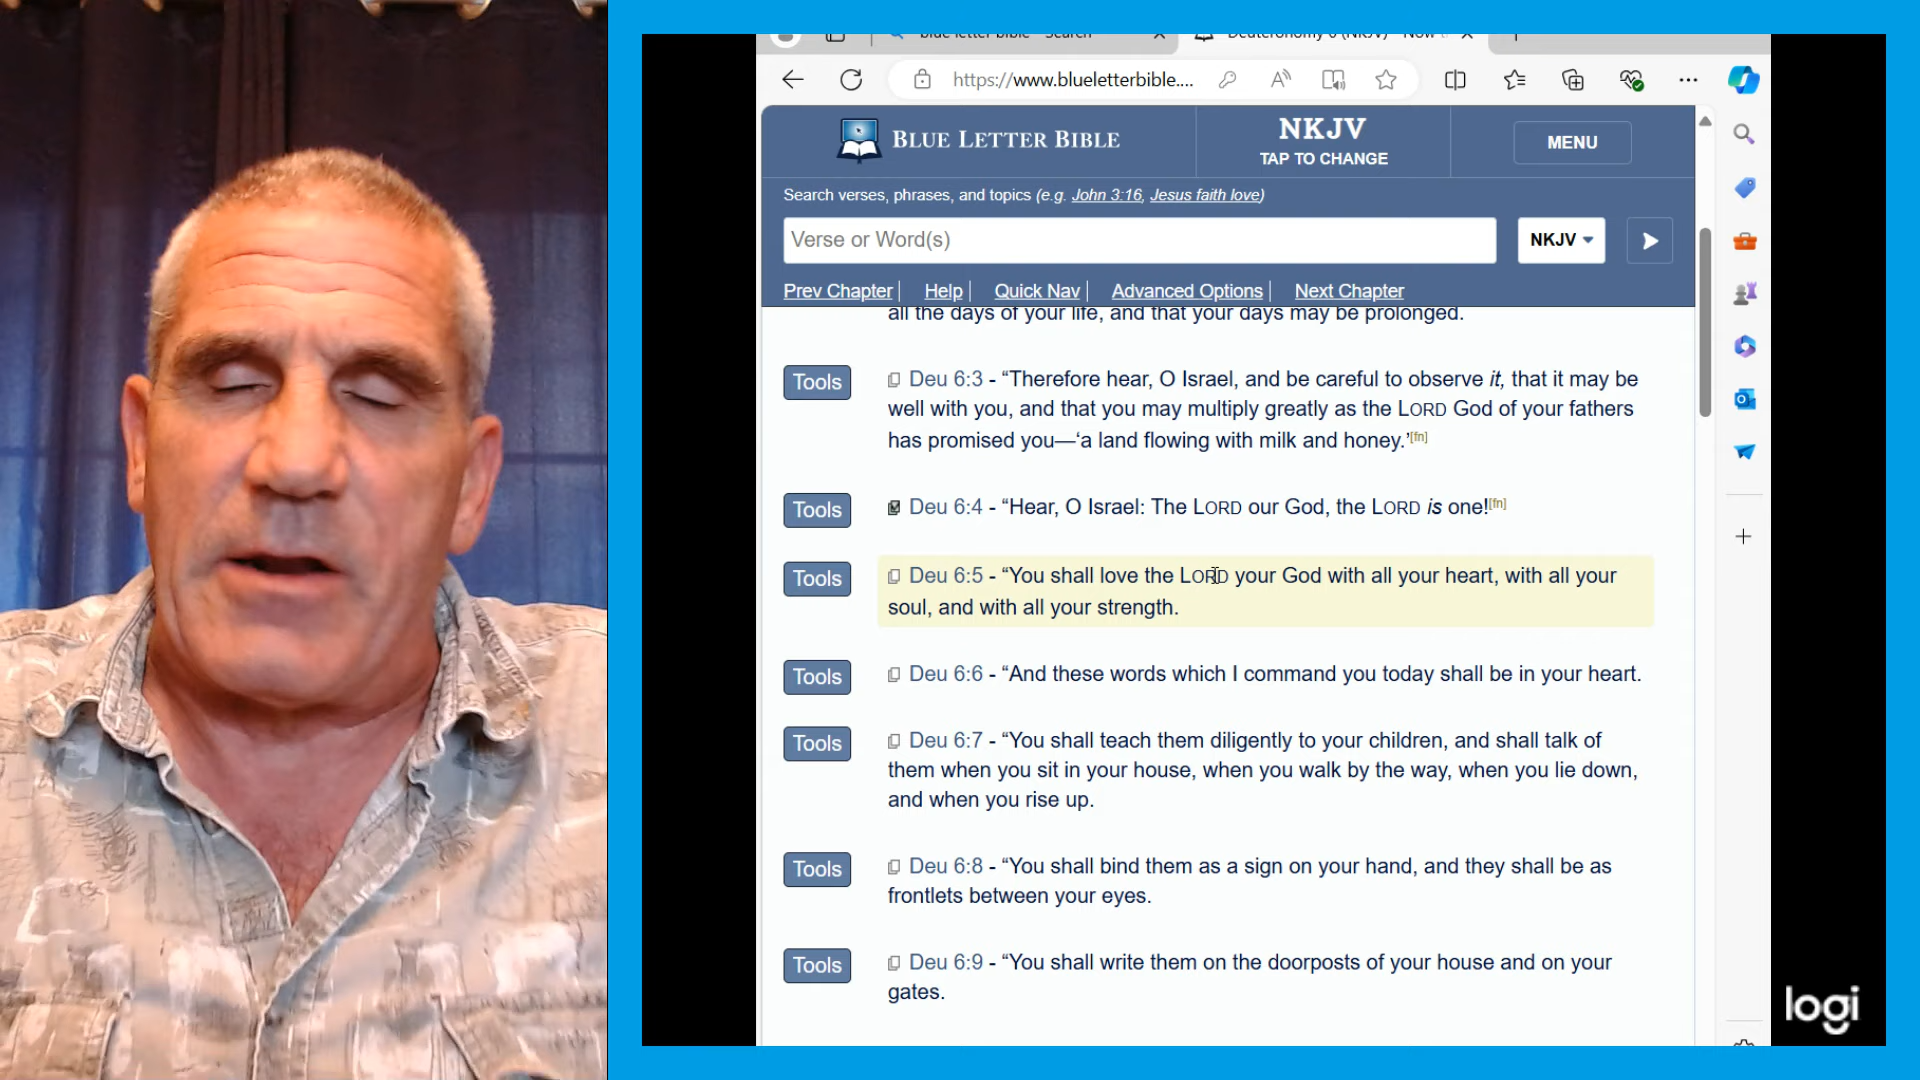 blue letter bible - Search
Deuteronomy 6 (NKJV) - Now t
https://www.blueletterbible....
BLUE LETTER BIBLE
NKJV
TAP TO CHANGE
MENU
Search verses, phrases, and topics (e.g. John 3:16, Jesus faith love)
Verse or Word(s)
NKJV
Prev Chapter| Help| Quick Nav| Advanced Options| Next Chapter
all the days of your life, and that your days may be prolonged.
Tools
Deu 6:3 - “Therefore hear, O Israel, and be careful to observe it, that it may be
well with you, and that you may multiply greatly as the LORD God of your fathers
has promised you—‘a land flowing with milk and honey.’[fn]
Tools
Deu 6:4 - “Hear, O Israel: The LORD our God, the LORD is one![fn]
Tools
Deu 6:5 - “You shall love the LORD your God with all your heart, with all your
soul, and with all your strength.
Tools
Deu 6:6 - “And these words which I command you today shall be in your heart.
Tools
Deu 6:7 - “You shall teach them diligently to your children, and shall talk of
them when you sit in your house, when you walk by the way, when you lie down,
and when you rise up.
Tools
Deu 6:8 - “You shall bind them as a sign on your hand, and they shall be as
frontlets between your eyes.
Tools
Deu 6:9 - “You shall write them on the doorposts of your house and on your
gates.
logi